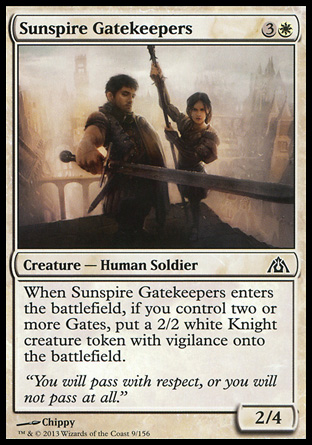 Sunspire Gatekeepers 3
Creature — Human Soldier
When Sunspire Gatekeepers enters
the battlefield, if you control two or
more Gates, put a 2/2 white Knight
creature token with vigilance onto
the battlefield.
“You will pass with respect, or you will
not pass at all.”
Chippy
™ & © 2013 Wizards of the Coast 9/156
2/4